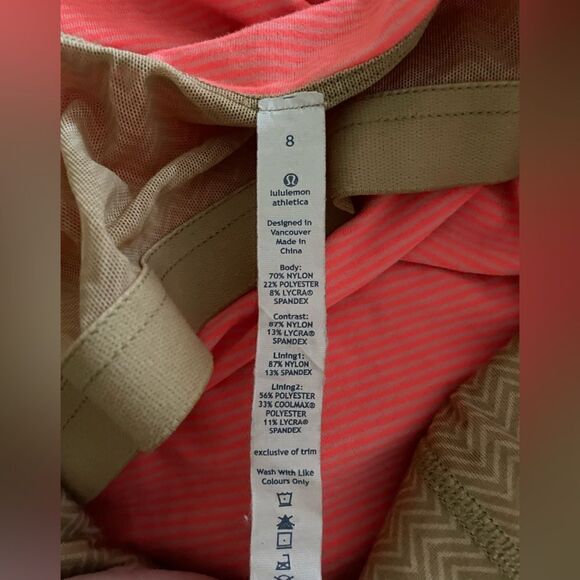 8
lululemon
athletica
Designed in
Vancouver
Made in
China
Body:
70% NYLON
22% POLYESTER
8% LYCRA®
SPANDEX
Contrast:
87% NYLON
13% LYCRA®
SPANDEX
Lining1:
87% NYLON
13% SPANDEX
Lining2:
56% POLYESTER
33% COOLMAX®
POLYESTER
11% LYCRA®
SPANDEX
exclusive of trim
Wash With Like
Colours Only